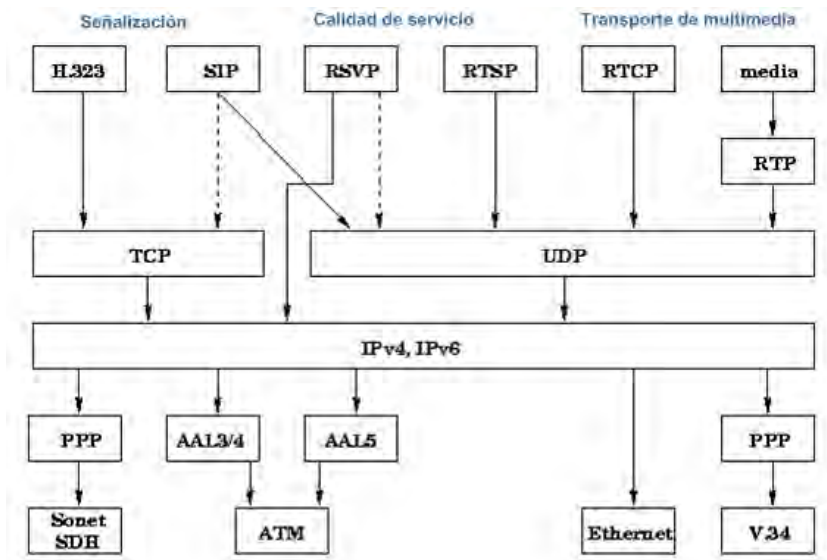 Señalización Calidad de servicio Transporte de multimedia
H.323 SIP RSVP RTSP RTCP media
RTP
TCP UDP
IPv4, IPv6
PPP AAL3/4 AAL5 PPP
Sonet
SDH ATM Ethernet V.34